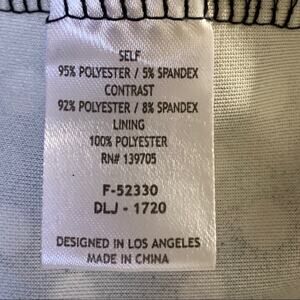 SELF
95% POLYESTER / 5% SPANDEX
CONTRAST
92% POLYESTER / 8% SPANDEX
LINING
100% POLYESTER
RN# 139705
F-52330
DLJ - 1720
DESIGNED IN LOS ANGELES
MADE IN CHINA